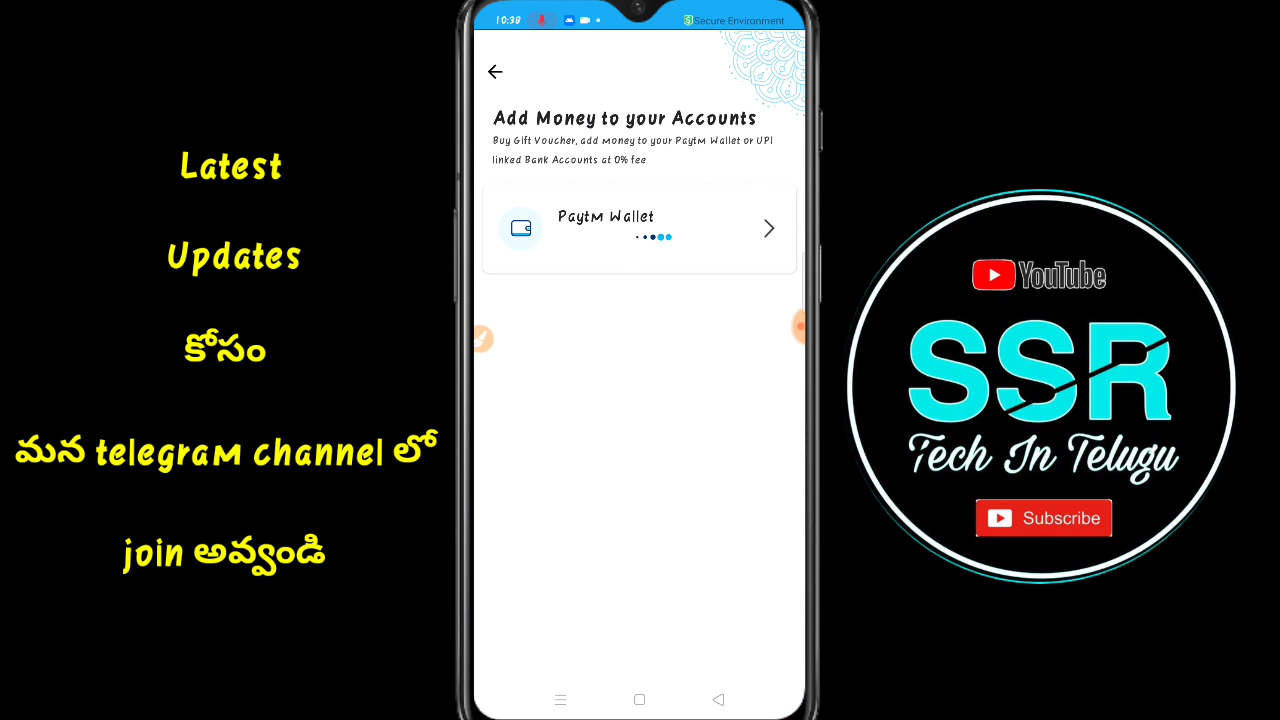 Latest
Updates
కోసం
మన telegram channel లో
join అవ్వండి
10:38
Secure Environment
Add Money to your Accounts
Buy Gift Voucher, add money to your Paytm Wallet or UPI
linked Bank Accounts at 0% fee
Paytm Wallet
YouTube
SSR
Tech In Telugu
Subscribe